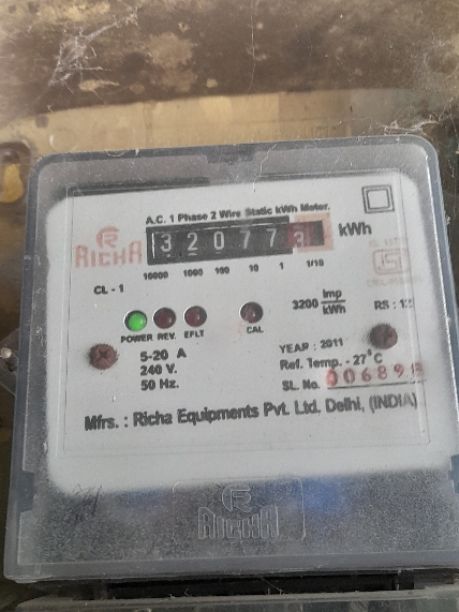 A.C. 1 Phase 2 Wire Static kWh Meter.
R
RICHA
32077 kWh
10000 1000 100 10 1 1/10
CL - 1
3200 Imp/kWh
POWER REV. EFLT CAL
5-20 A
240 V.
50 Hz.
YEAR : 2011
Ref. Temp. - 27°C
SL. No.
Mfrs. : Richa Equipments Pvt. Ltd. Delhi, (INDIA)
R
RICHA